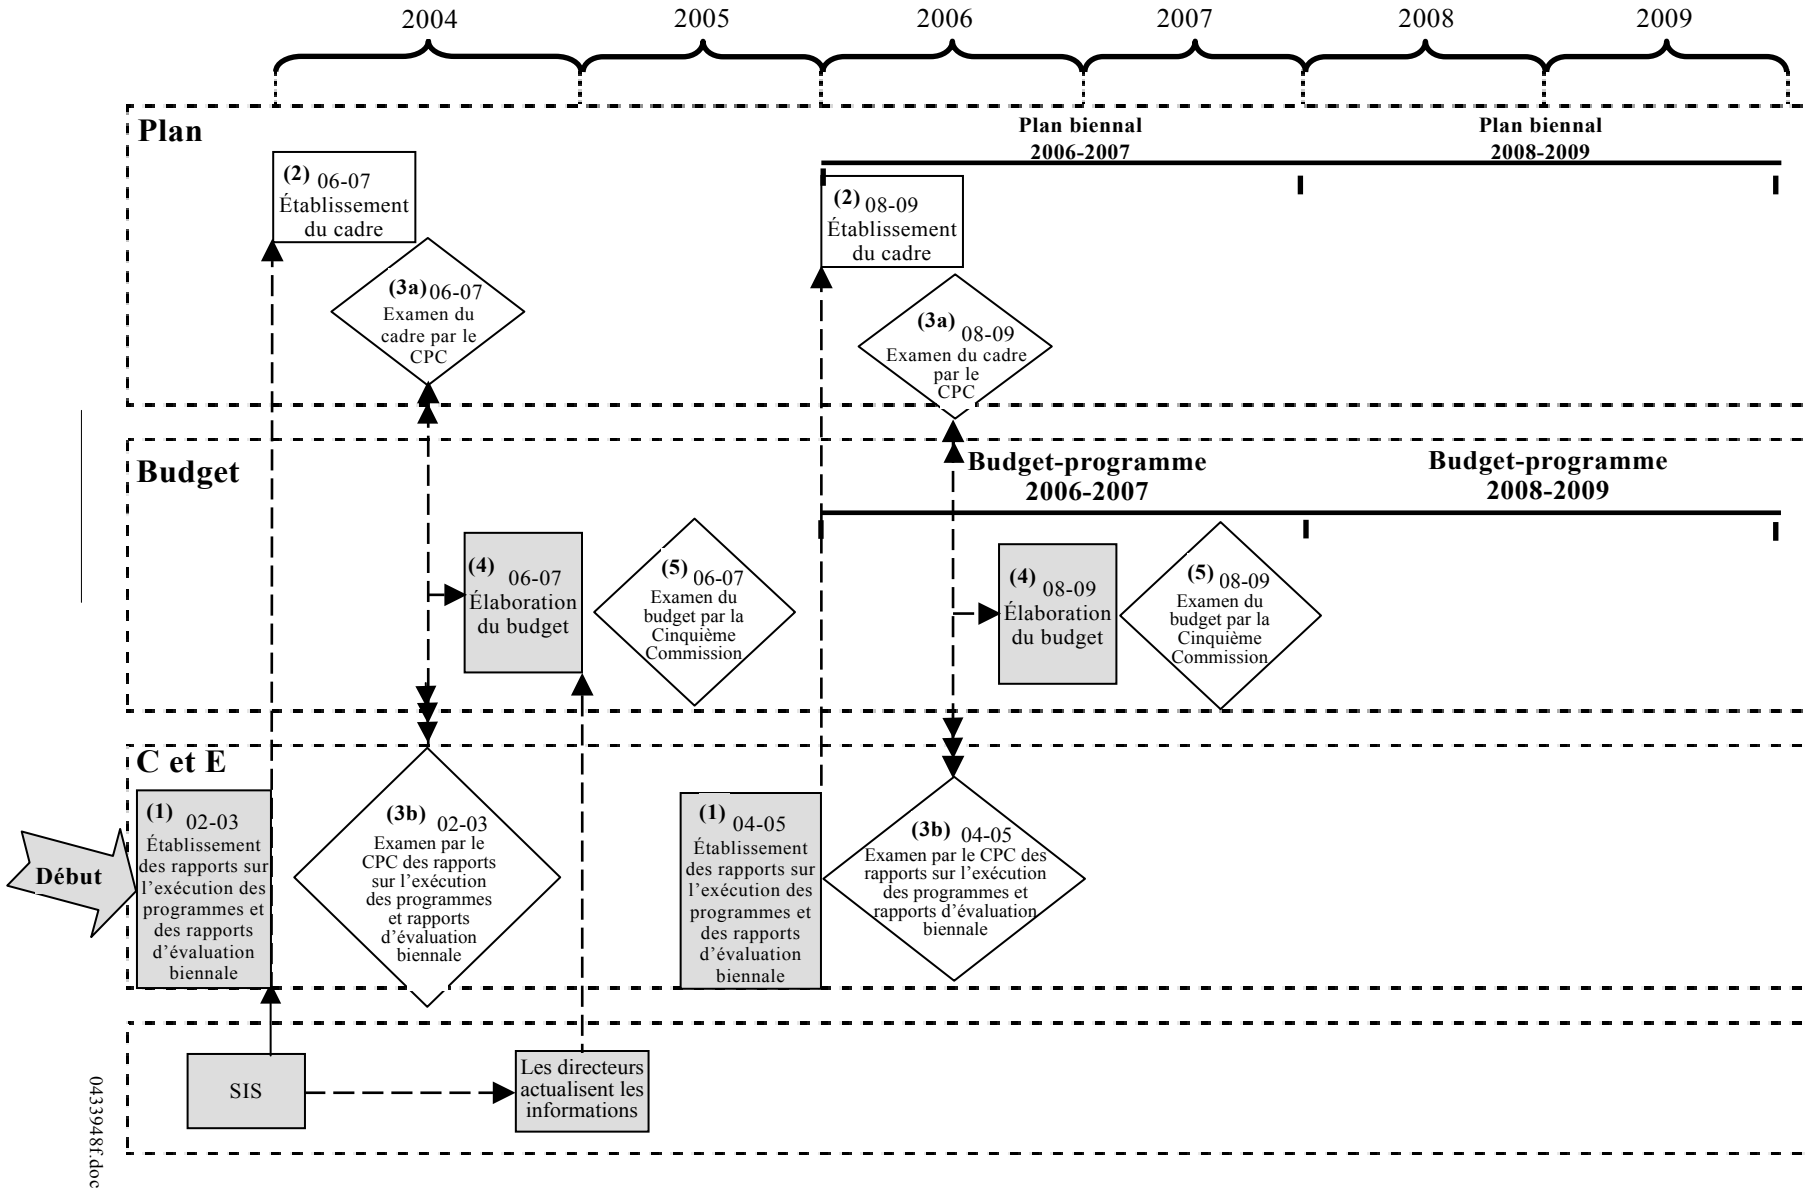 2004
2005
2006
2007
2008
2009
Plan
Plan biennal
2006-2007
Plan biennal
2008-2009
(2) 06-07
Établissement
du cadre
(2) 08-09
Établissement
du cadre
(3a) 06-07
Examen du
cadre par le
CPC
(3a) 08-09
Examen du cadre
par le
CPC
Budget
Budget-programme
2006-2007
Budget-programme
2008-2009
(4) 06-07
Élaboration
du budget
(5) 06-07
Examen du
budget par la
Cinquième
Commission
(4) 08-09
Élaboration
du budget
(5) 08-09
Examen du
budget par la
Cinquième
Commission
C et E
Début
(1) 02-03
Établissement
des rapports sur
l’exécution des
programmes et
des rapports
d’évaluation
biennale
(3b) 02-03
Examen par le
CPC des rapports
sur l’exécution
des programmes
et rapports
d’évaluation
biennale
(1) 04-05
Établissement
des rapports sur
l’exécution des
programmes et
des rapports
d’évaluation
biennale
(3b) 04-05
Examen par le CPC des
rapports sur l’exécution
des programmes et
rapports d’évaluation
biennale
SIS
Les directeurs
actualisent les
informations
0433948f.doc